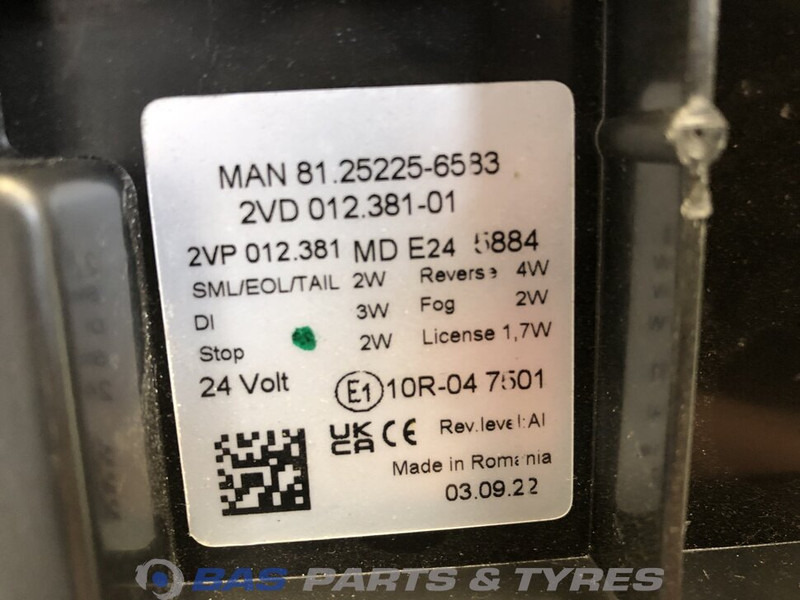 MAN 81.25225-6583
2VD 012.381-01
2VP 012.381 MD E24 5884
SML/EOL/TAIL 2W Reverse 4W
DI 3W Fog 2W
Stop 2W License 1,7W
24 Volt E1 10R-04 7501
UK CA CE Rev.level:AI
Made in Romania
03.09.22
BAS PARTS & TYRES